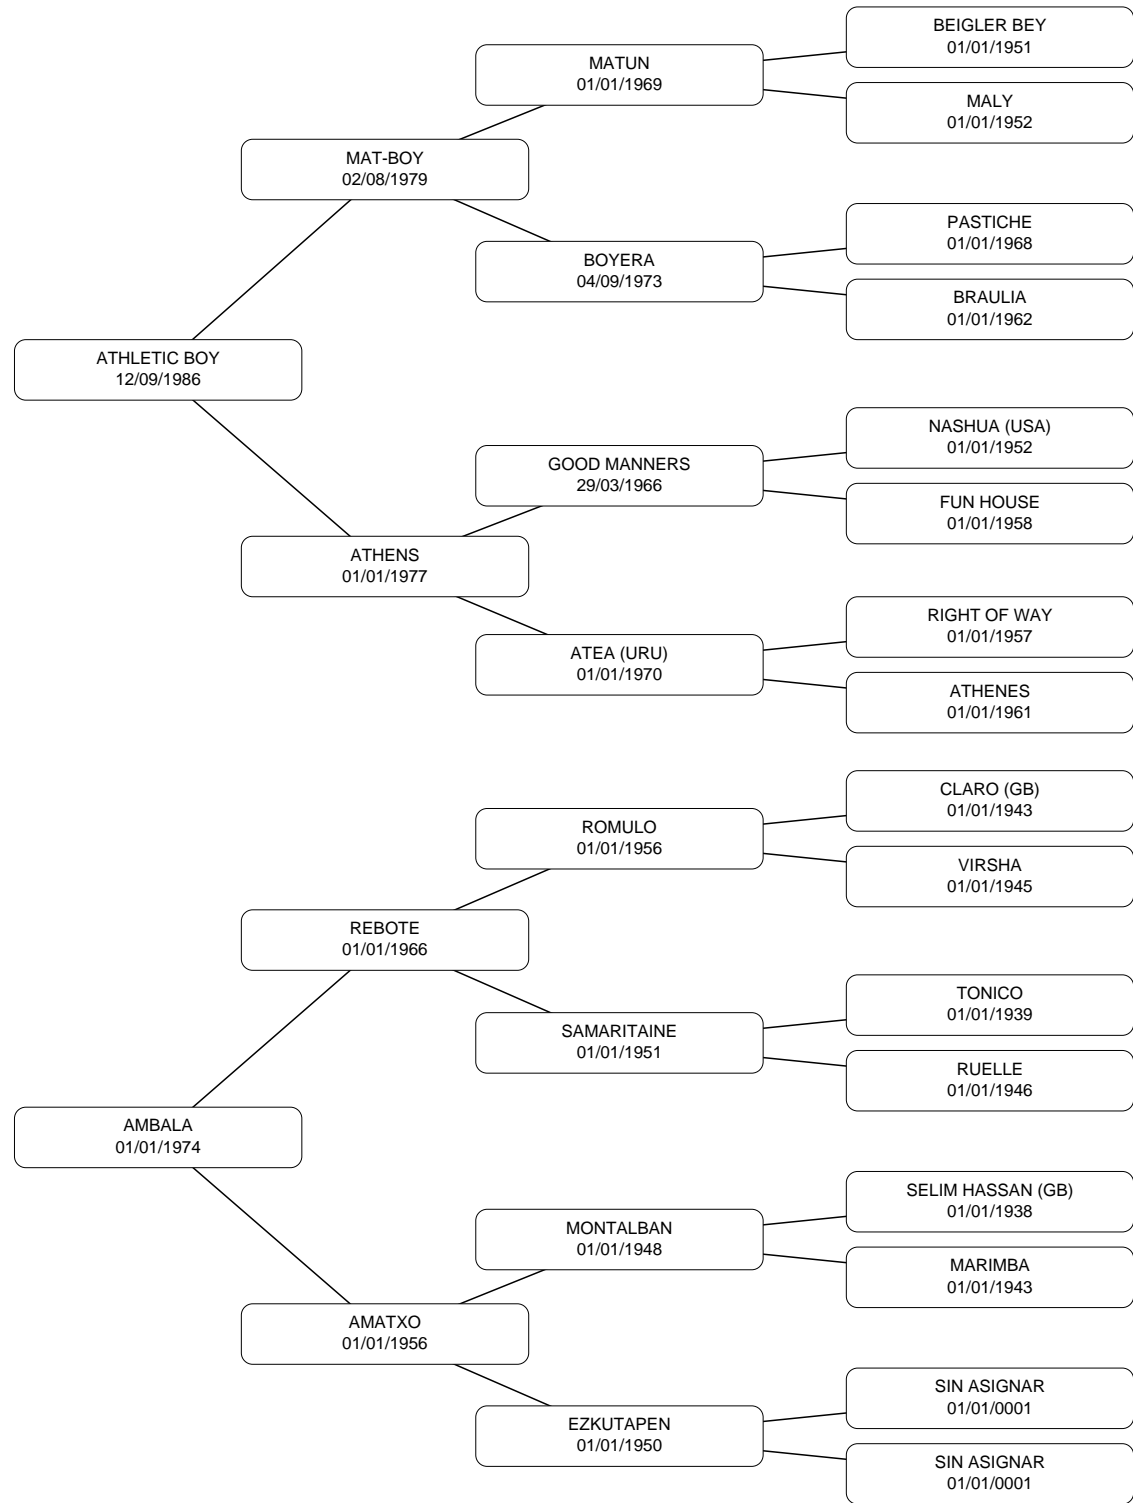 BEIGLER BEY
01/01/1951
MATUN
01/01/1969
MALY
01/01/1952
MAT-BOY
02/08/1979
PASTICHE
01/01/1968
BOYERA
04/09/1973
BRAULIA
01/01/1962
ATHLETIC BOY
12/09/1986
NASHUA (USA)
01/01/1952
GOOD MANNERS
29/03/1966
FUN HOUSE
01/01/1958
ATHENS
01/01/1977
RIGHT OF WAY
01/01/1957
ATEA (URU)
01/01/1970
ATHENES
01/01/1961
CLARO (GB)
01/01/1943
ROMULO
01/01/1956
VIRSHA
01/01/1945
REBOTE
01/01/1966
TONICO
01/01/1939
SAMARITAINE
01/01/1951
RUELLE
01/01/1946
AMBALA
01/01/1974
SELIM HASSAN (GB)
01/01/1938
MONTALBAN
01/01/1948
MARIMBA
01/01/1943
AMATXO
01/01/1956
SIN ASIGNAR
01/01/0001
EZKUTAPEN
01/01/1950
SIN ASIGNAR
01/01/0001